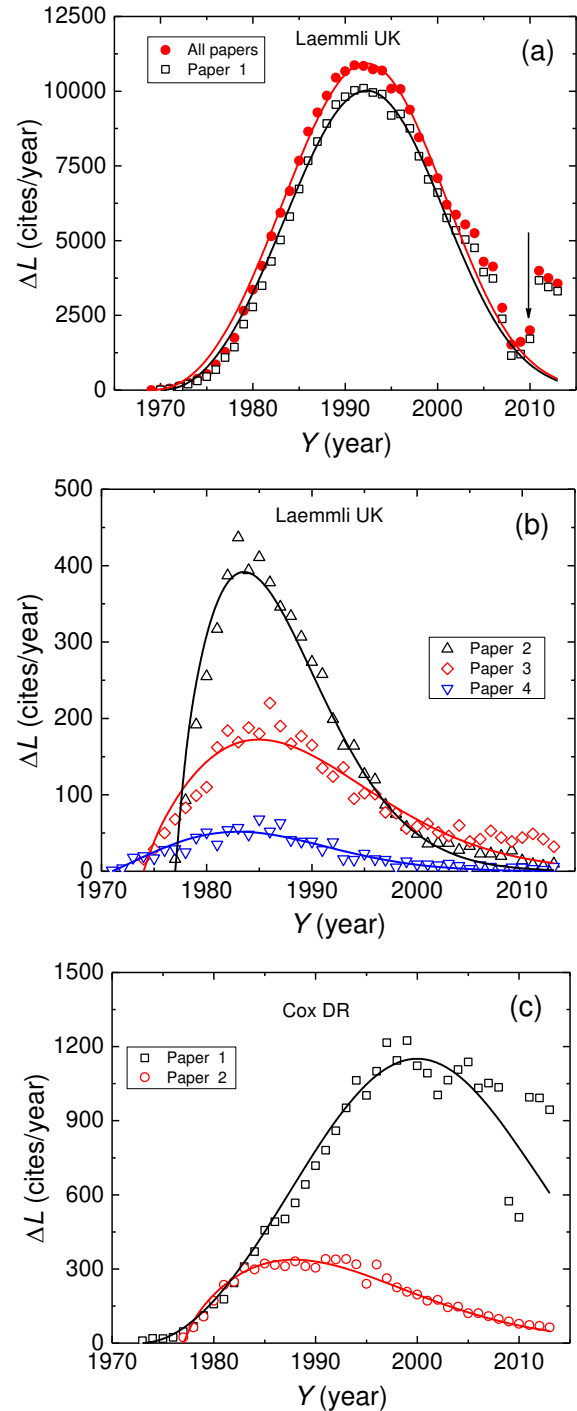 Laemmli UK
(a)
All papers
Paper 1
12500
10000
7500
5000
2500
0
ΔL (cites/year)
1970 1980 1990 2000 2010
Y (year)
Laemmli UK
(b)
500
400
300
200
100
0
Paper 2
Paper 3
Paper 4
ΔL (cites/year)
1970 1980 1990 2000 2010
Y (year)
(c)
Cox DR
1500
1200
900
600
300
0
Paper 1
Paper 2
ΔL (cites/year)
1970 1980 1990 2000 2010
Y (year)